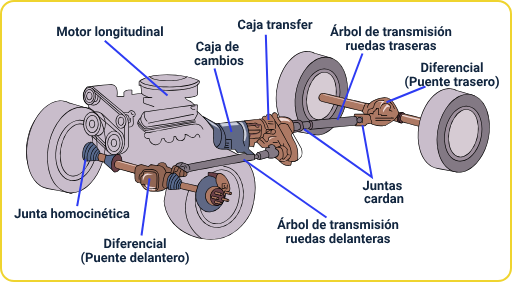 Motor longitudinal
Caja transfer
Caja de
cambios
Árbol de transmisión
ruedas traseras
Diferencial
(Puente trasero)
Junta homocinética
Diferencial
(Puente delantero)
Árbol de transmisión
ruedas delanteras
Juntas
cardan